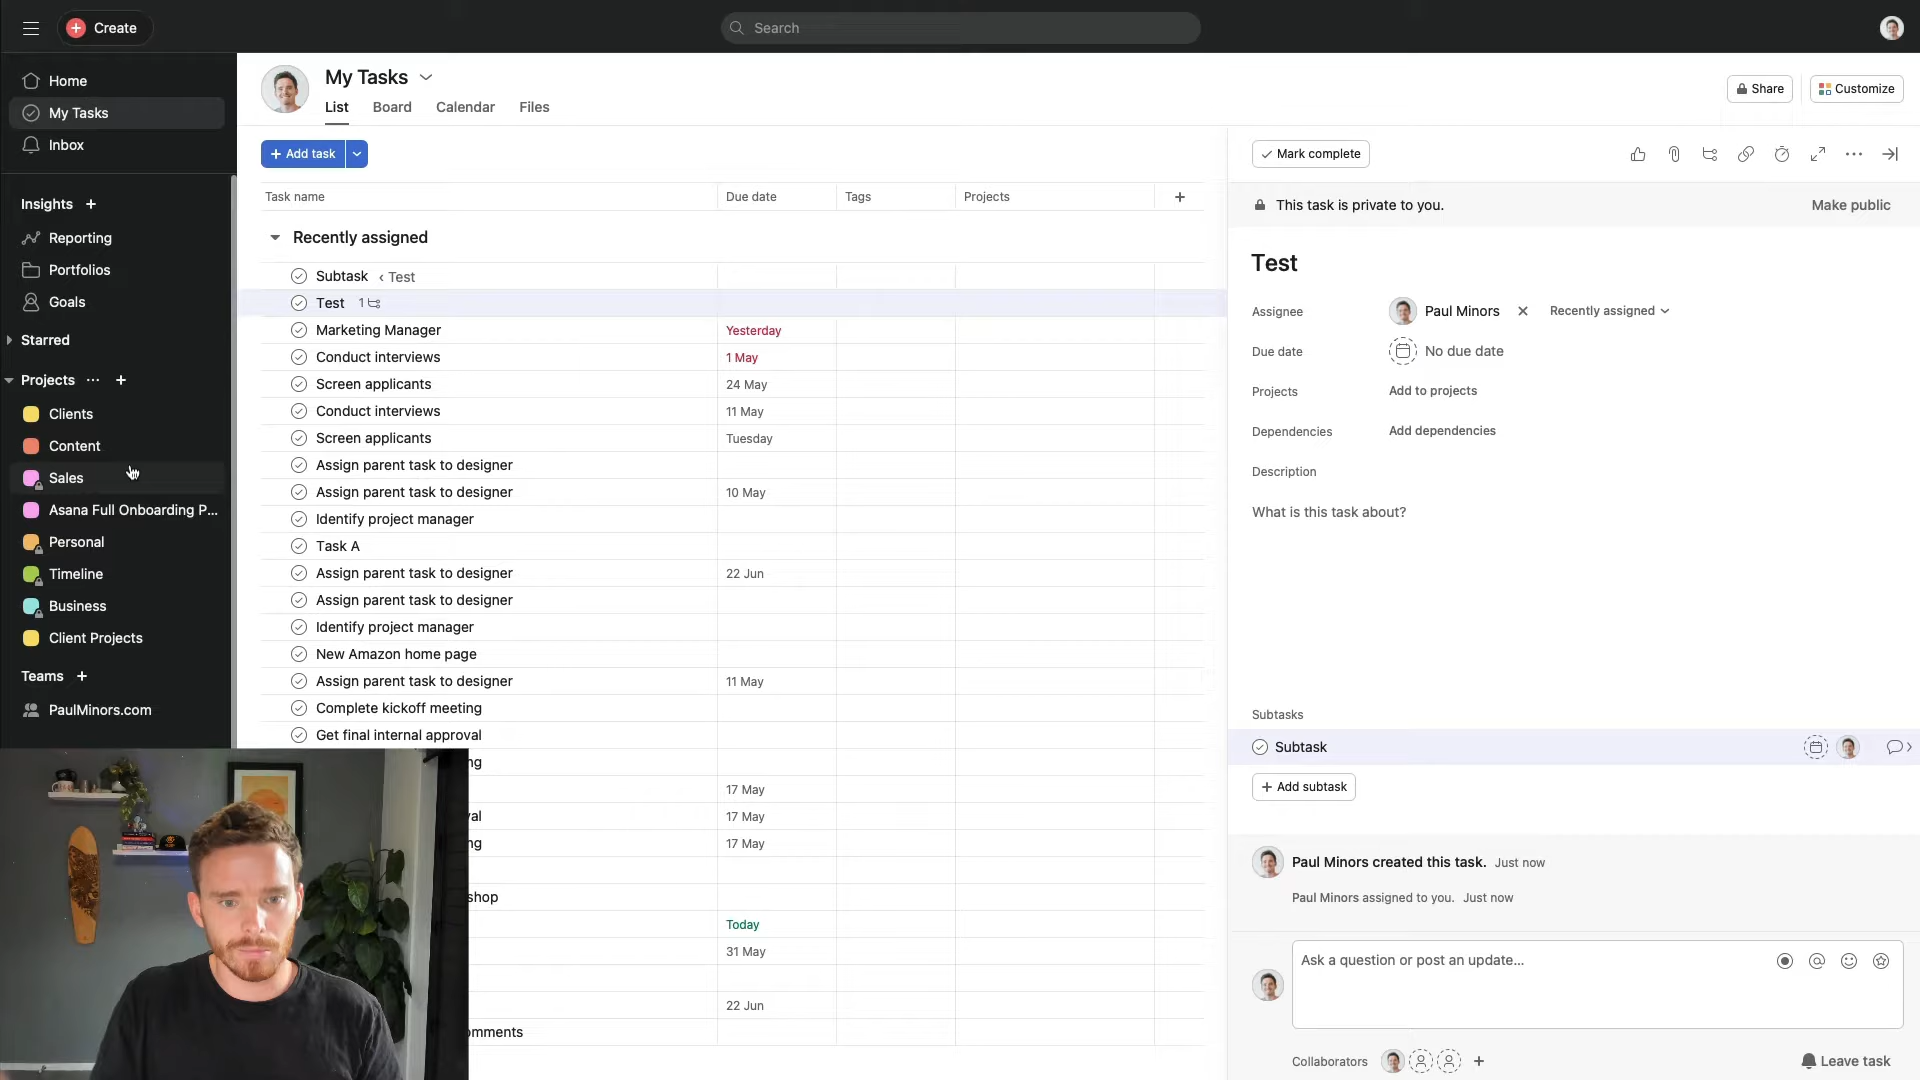 Create
Search
Home
My Tasks
Inbox
Insights +
Reporting
Portfolios
Goals
Starred
Projects ... +
Clients
Content
Sales
Asana Full Onboarding P...
Personal
Timeline
Business
Client Projects
Teams +
PaulMinors.com
My Tasks
List Board Calendar Files
Share Customize
+ Add task
Task name Due date Tags Projects +
Recently assigned
Subtask ‹ Test
Test 1
Marketing Manager Yesterday
Conduct interviews 1 May
Screen applicants 24 May
Conduct interviews 11 May
Screen applicants Tuesday
Assign parent task to designer
Assign parent task to designer 10 May
Identify project manager
Task A
Assign parent task to designer 22 Jun
Assign parent task to designer
Identify project manager
New Amazon home page
Assign parent task to designer 11 May
Complete kickoff meeting
Get final internal approval
ng
17 May
val 17 May
ng 17 May
shop
Today
31 May
22 Jun
omments
Mark complete
This task is private to you. Make public
Test
Assignee Paul Minors × Recently assigned
Due date No due date
Projects Add to projects
Dependencies Add dependencies
Description
What is this task about?
Subtasks
Subtask
+ Add subtask
Paul Minors created this task. Just now
Paul Minors assigned to you. Just now
Ask a question or post an update...
Collaborators + Leave task